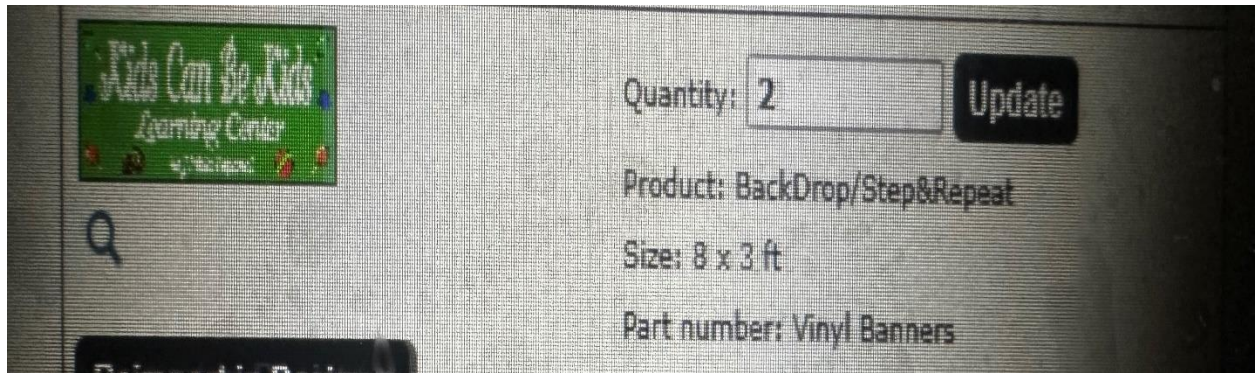 Kids Can Be Kids
Learning Center
Quantity: 2 Update
Product: BackDrop/Step&Repeat
Size: 8 x 3 ft
Part number: Vinyl Banners